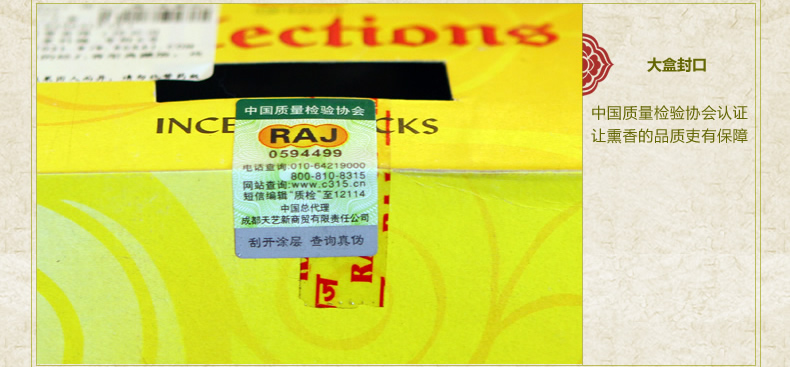 ections
INCE
CKS
中国质量检验协会
RAJ
0594499
电话查询:010-64219000
800-810-8315
网站查询:www.c315.cn
短信编辑“质检”至12114
中国总代理
成都天艺新商贸有限责任公司
刮开涂层 查询真伪
RA
5
大盒封口
中国质量检验协会认证
让熏香的品质吏有保障